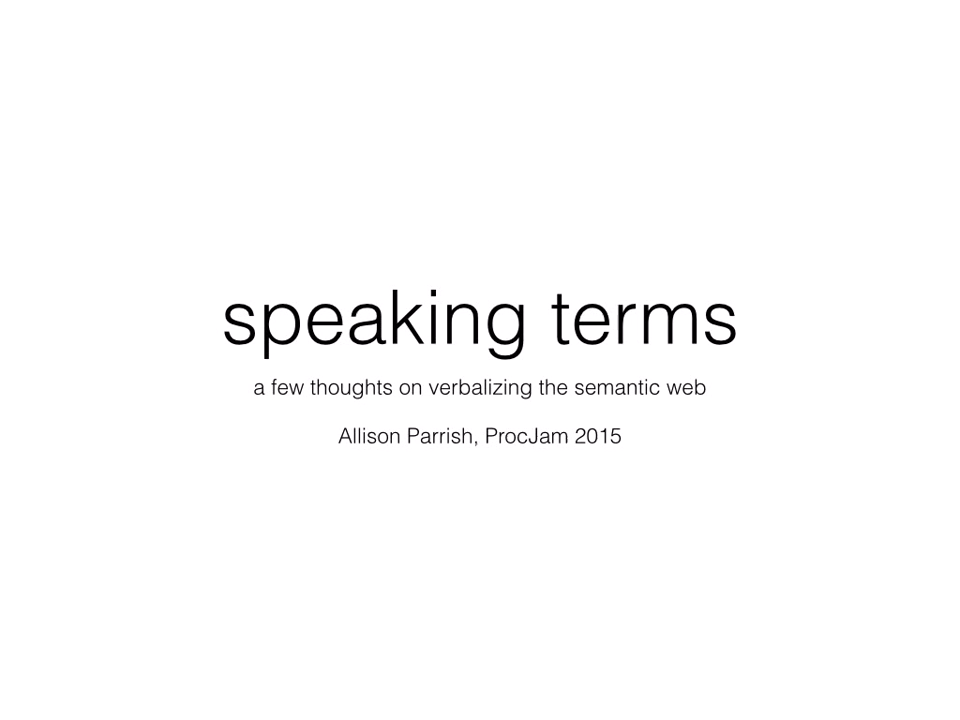 speaking terms
a few thoughts on verbalizing the semantic web
Allison Parrish, ProcJam 2015